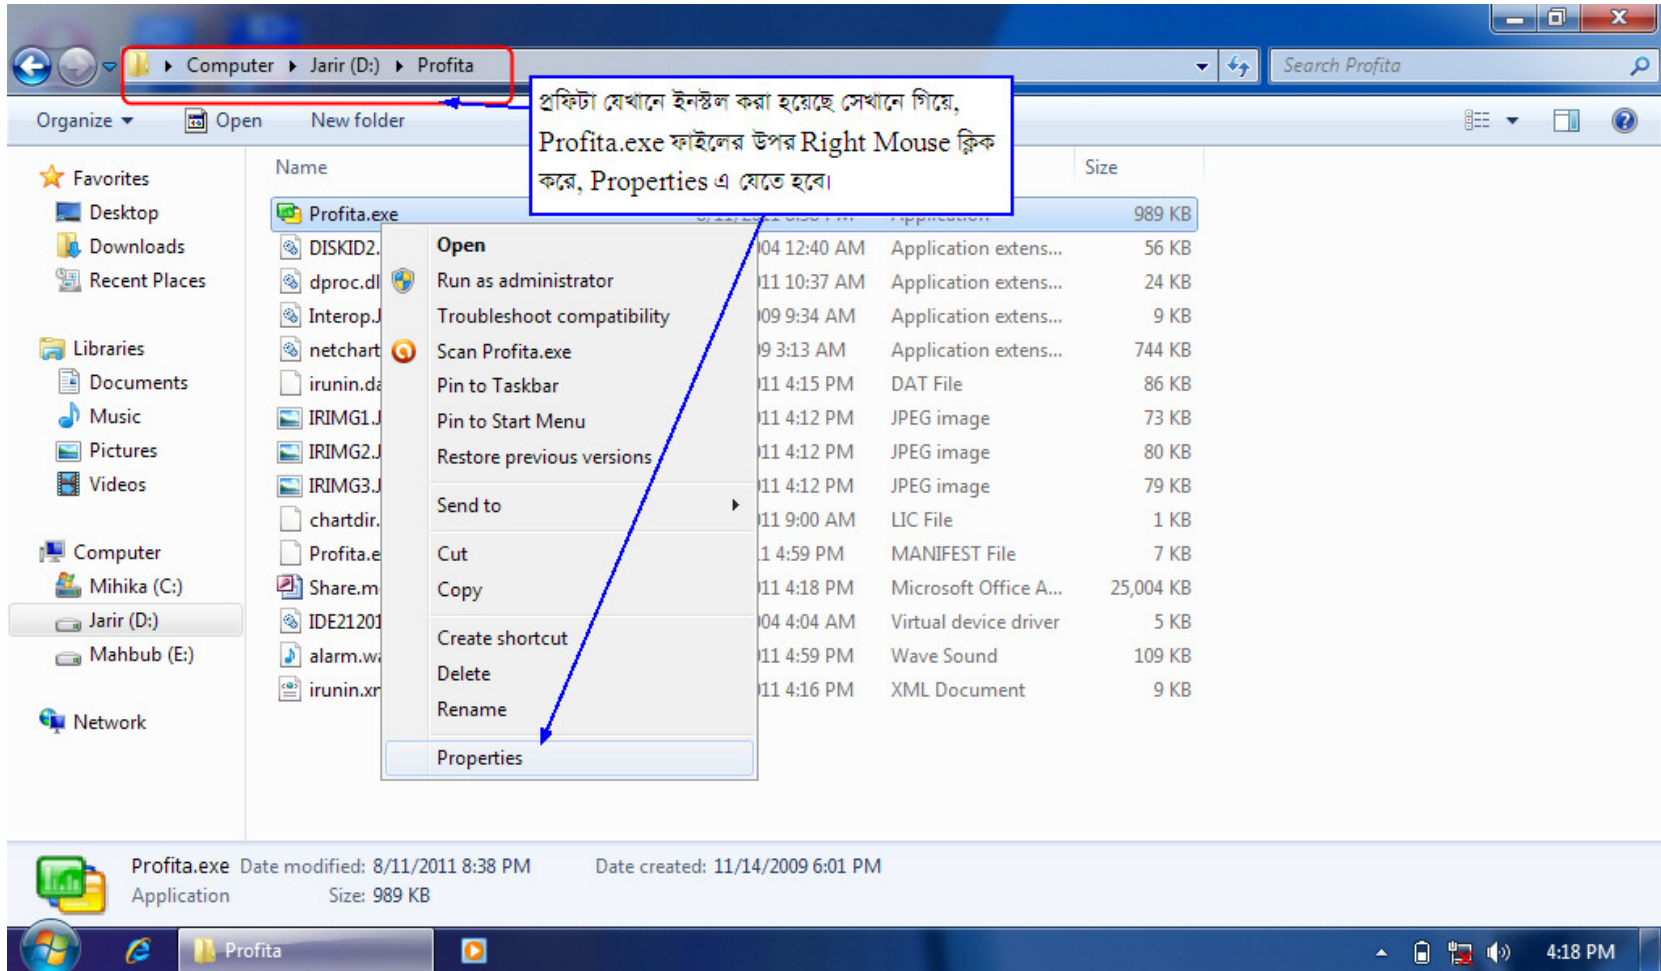 Computer ▸ Jarir (D:) ▸ Profita
Search Profita
Organize
Open
New folder
প্রফিটা যেখানে ইনস্টল করা হয়েছে সেখানে গিয়ে,
Profita.exe ফাইলের উপর Right Mouse ক্লিক
করে, Properties এ যেতে হবে।
Name
Size
Favorites
Desktop
Downloads
Recent Places
Libraries
Documents
Music
Pictures
Videos
Computer
Mihika (C:)
Jarir (D:)
Mahbub (E:)
Network
Profita.exe 989 KB
DISKID2. 04 12:40 AM Application extens... 56 KB
dproc.dl 11 10:37 AM Application extens... 24 KB
Interop.J 09 9:34 AM Application extens... 9 KB
netchart 9 3:13 AM Application extens... 744 KB
irunin.da 11 4:15 PM DAT File 86 KB
IRIMG1.J 11 4:12 PM JPEG image 73 KB
IRIMG2.J 11 4:12 PM JPEG image 80 KB
IRIMG3.J 11 4:12 PM JPEG image 79 KB
chartdir. 11 9:00 AM LIC File 1 KB
Profita.e 1 4:59 PM MANIFEST File 7 KB
Share.m 11 4:18 PM Microsoft Office A... 25,004 KB
IDE21201 04 4:04 AM Virtual device driver 5 KB
alarm.wa 11 4:59 PM Wave Sound 109 KB
irunin.xr 11 4:16 PM XML Document 9 KB
Open
Run as administrator
Troubleshoot compatibility
Scan Profita.exe
Pin to Taskbar
Pin to Start Menu
Restore previous versions
Send to
Cut
Copy
Create shortcut
Delete
Rename
Properties
Profita.exe Date modified: 8/11/2011 8:38 PM Date created: 11/14/2009 6:01 PM
Application Size: 989 KB
Profita
4:18 PM